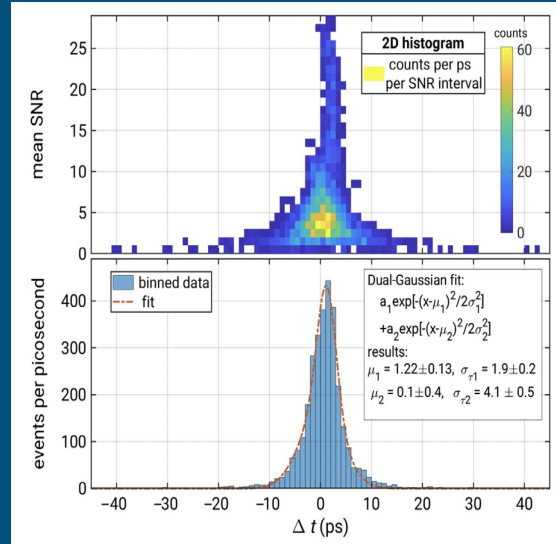 2D histogram
counts per ps
per SNR interval
counts
60
40
20
0
mean SNR
25
20
15
10
5
0
binned data
fit
Dual-Gaussian fit:
a₁exp[-(x-μ₁)²/2σ₁²]
+a₂exp[-(x-μ₂)²/2σ₂²]
results:
μ₁ = 1.22±0.13, στ₁ = 1.9±0.2
μ₂ = 0.1±0.4, στ₂ = 4.1 ± 0.5
events per picosecond
400
300
200
100
0
−40 −30 −20 −10 0 10 20 30 40
Δ t (ps)